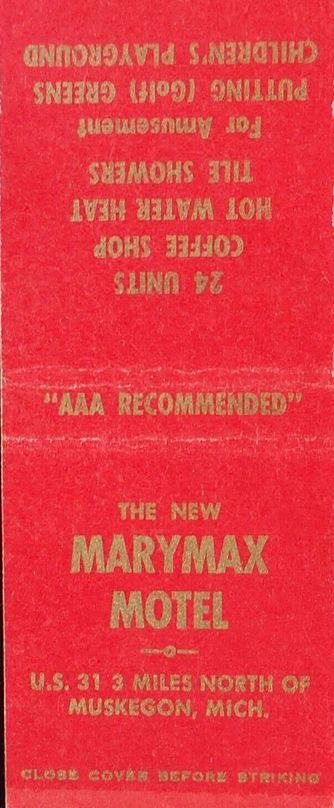 24 UNITS
COFFEE SHOP
HOT WATER HEAT
TILE SHOWERS
For Amusement
PUTTING (Golf) GREENS
CHILDREN'S PLAYGROUND
"AAA RECOMMENDED"
THE NEW
MARYMAX
MOTEL
U.S. 31 3 MILES NORTH OF
MUSKEGON, MICH.
CLOSE COVER BEFORE STRIKING